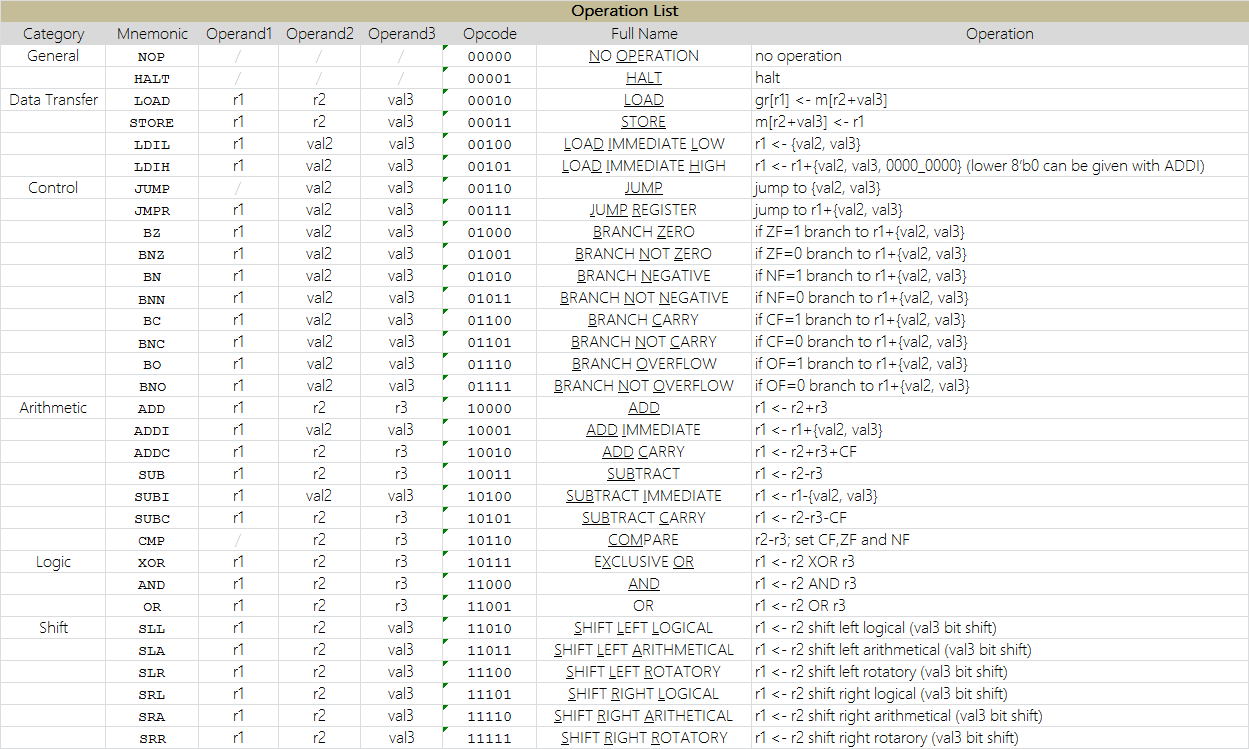 Operation List
Category Mnemonic Operand1 Operand2 Operand3 Opcode Full Name Operation
General NOP / / / 00000 NO OPERATION no operation
HALT / / / 00001 HALT halt
Data Transfer LOAD r1 r2 val3 00010 LOAD gr[r1] <- m[r2+val3]
STORE r1 r2 val3 00011 STORE m[r2+val3] <- r1
LDIL r1 val2 val3 00100 LOAD IMMEDIATE LOW r1 <- {val2, val3}
LDIH r1 val2 val3 00101 LOAD IMMEDIATE HIGH r1 <- r1+{val2, val3, 0000_0000} (lower 8'b0 can be given with ADDI)
Control JUMP / val2 val3 00110 JUMP jump to {val2, val3}
JMPR r1 val2 val3 00111 JUMP REGISTER jump to r1+{val2, val3}
BZ r1 val2 val3 01000 BRANCH ZERO if ZF=1 branch to r1+{val2, val3}
BNZ r1 val2 val3 01001 BRANCH NOT ZERO if ZF=0 branch to r1+{val2, val3}
BN r1 val2 val3 01010 BRANCH NEGATIVE if NF=1 branch to r1+{val2, val3}
BNN r1 val2 val3 01011 BRANCH NOT NEGATIVE if NF=0 branch to r1+{val2, val3}
BC r1 val2 val3 01100 BRANCH CARRY if CF=1 branch to r1+{val2, val3}
BNC r1 val2 val3 01101 BRANCH NOT CARRY if CF=0 branch to r1+{val2, val3}
BO r1 val2 val3 01110 BRANCH OVERFLOW if OF=1 branch to r1+{val2, val3}
BNO r1 val2 val3 01111 BRANCH NOT OVERFLOW if OF=0 branch to r1+{val2, val3}
Arithmetic ADD r1 r2 r3 10000 ADD r1 <- r2+r3
ADDI r1 val2 val3 10001 ADD IMMEDIATE r1 <- r1+{val2, val3}
ADDC r1 r2 r3 10010 ADD CARRY r1 <- r2+r3+CF
SUB r1 r2 r3 10011 SUBTRACT r1 <- r2-r3
SUBI r1 val2 val3 10100 SUBTRACT IMMEDIATE r1 <- r1-{val2, val3}
SUBC r1 r2 r3 10101 SUBTRACT CARRY r1 <- r2-r3-CF
CMP / r2 r3 10110 COMPARE r2-r3; set CF,ZF and NF
Logic XOR r1 r2 r3 10111 EXCLUSIVE OR r1 <- r2 XOR r3
AND r1 r2 r3 11000 AND r1 <- r2 AND r3
OR r1 r2 r3 11001 OR r1 <- r2 OR r3
Shift SLL r1 r2 val3 11010 SHIFT LEFT LOGICAL r1 <- r2 shift left logical (val3 bit shift)
SLA r1 r2 val3 11011 SHIFT LEFT ARITHMETICAL r1 <- r2 shift left arithmetical (val3 bit shift)
SLR r1 r2 val3 11100 SHIFT LEFT ROTATORY r1 <- r2 shift left rotatory (val3 bit shift)
SRL r1 r2 val3 11101 SHIFT RIGHT LOGICAL r1 <- r2 shift right logical (val3 bit shift)
SRA r1 r2 val3 11110 SHIFT RIGHT ARITHETICAL r1 <- r2 shift right arithmetical (val3 bit shift)
SRR r1 r2 val3 11111 SHIFT RIGHT ROTATORY r1 <- r2 shift right rotarory (val3 bit shift)